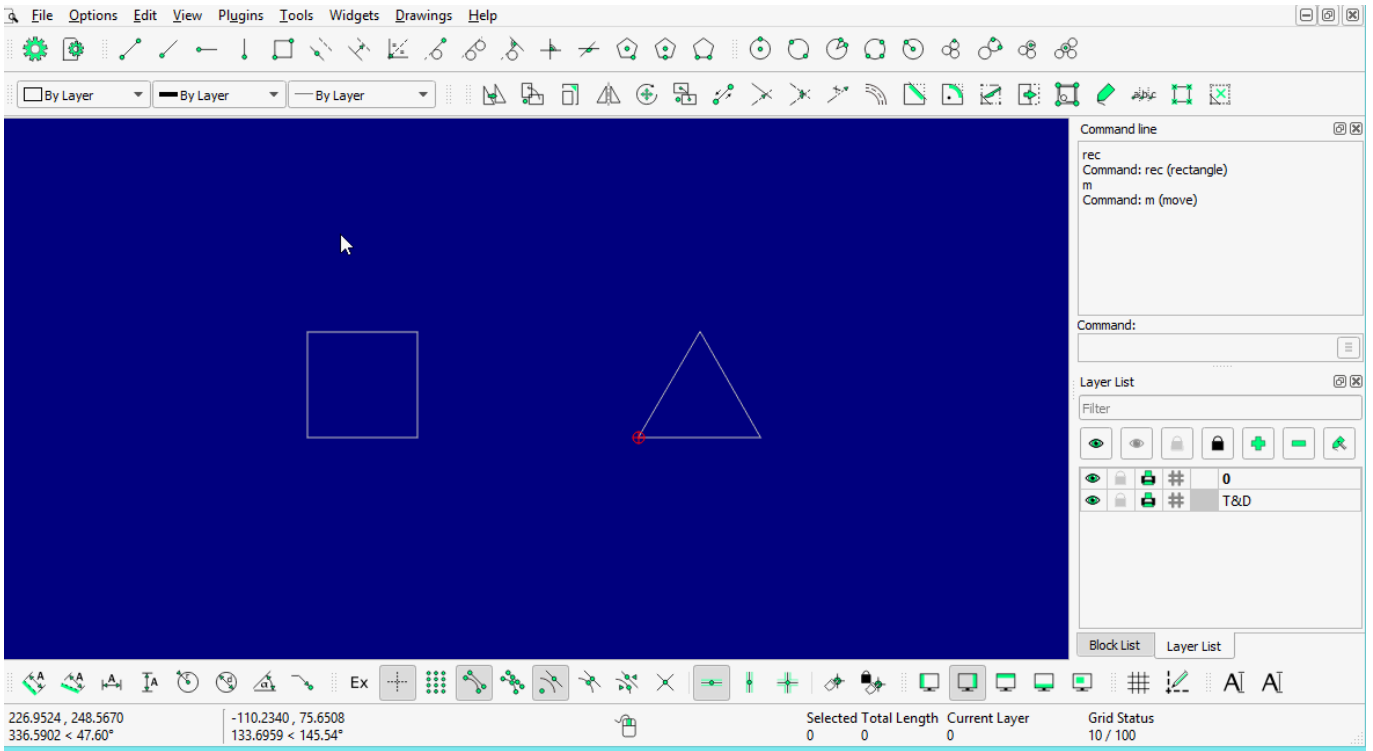 File Options Edit View Plugins Tools Widgets Drawings Help
By Layer By Layer By Layer
abc
Command line
rec
Command: rec (rectangle)
m
Command: m (move)
Command:
Layer List
Filter
0
T&D
Block List Layer List
A A A A Ex AI AI
226.9524 , 248.5670 -110.2340 , 75.6508 Selected Total Length Current Layer Grid Status
336.5902 < 47.60° 133.6959 < 145.54° 0 0 0 10 / 100